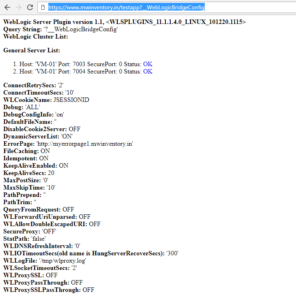 https://www.mwinventory.in/testapp?__WebLogicBridgeConfig
WebLogic Server Plugin version 1.1, <WLSPLUGINS_11.1.1.4.0_LINUX_101220.1115>
Query String: '?__WebLogicBridgeConfig'
WebLogic Cluster List:
General Server List:
1. Host: 'VM-01' Port: 7003 SecurePort: 0 Status: OK
2. Host: 'VM-01' Port: 7004 SecurePort: 0 Status: OK
ConnectRetrySecs: '2'
ConnectTimeoutSecs: '10'
WLCookieName: JSESSIONID
Debug: 'ALL'
DebugConfigInfo: 'on'
DefaultFileName: ''
DisableCookie2Server: OFF
DynamicServerList: 'ON'
ErrorPage: 'http://myerrorpage1.mwinventory.in'
FileCaching: ON
Idempotent: ON
KeepAliveEnabled: ON
KeepAliveSecs: 20
MaxPostSize: '0'
MaxSkipTime: '10'
PathPrepend: ''
PathTrim: ''
QueryFromRequest: OFF
WLForwardUriUnparsed: OFF
WLAllowDoubleEscapedURI: OFF
SecureProxy: 'OFF'
StatPath: 'false'
WLDNSRefreshInterval: '0'
WLIOTimeoutSecs(old name is HungServerRecoverSecs): '300'
WLLogFile: '/tmp/wlproxy.log'
WLSocketTimeoutSecs: '2'
WLProxySSL: OFF
WLProxyPassThrough: OFF
WLProxySSLPassThrough: OFF